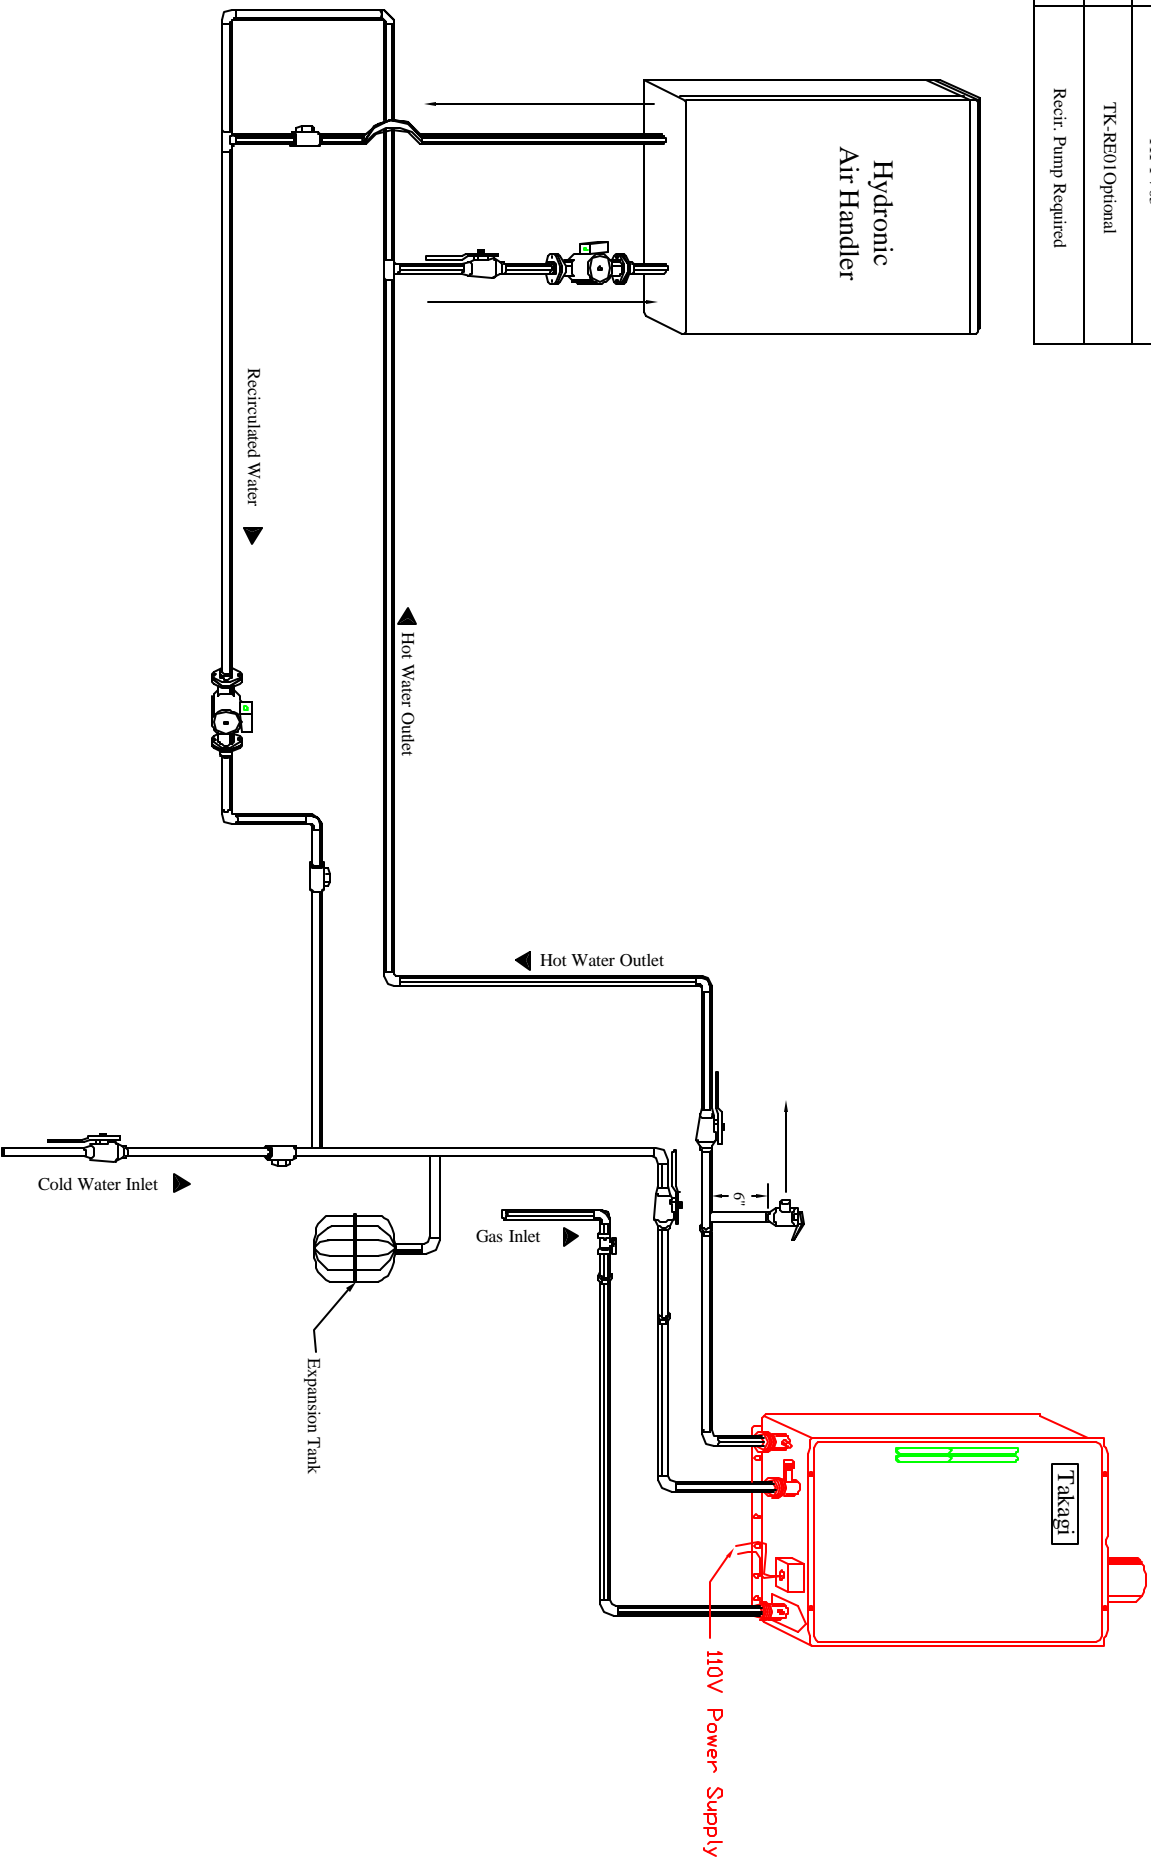 TK-RE01Optional
Recir. Pump Required
Hydronic
Air Handler
Recirculated Water
Hot Water Outlet
Hot Water Outlet
6"
Cold Water Inlet
Gas Inlet
Expansion Tank
Takagi
110V Power Supply